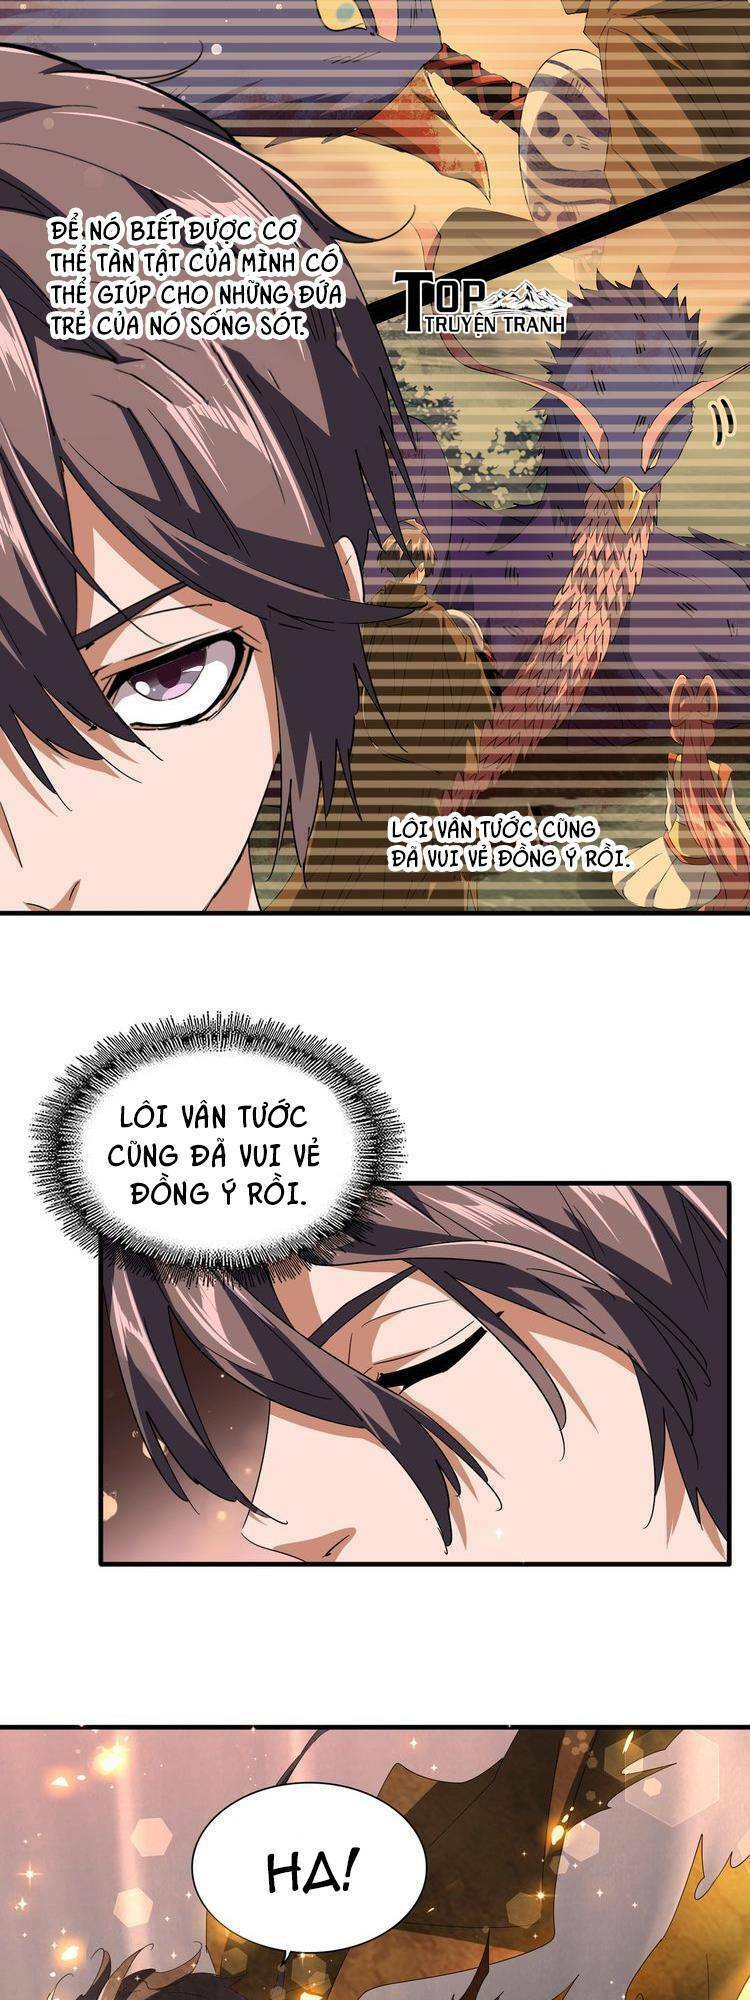 ĐỂ NÓ BIẾT ĐƯỢC CƠ
THỂ TÀN TẬT CỦA MÌNH CÓ
THỂ GIÚP CHO NHỮNG ĐỨA
TRẺ CỦA NÓ SỐNG SÓT.
TOP
TRUYỆN TRANH
LÔI VÂN TƯỚC CŨNG
ĐÃ VUI VẺ ĐỒNG Ý RỒI.
LÔI VÂN TƯỚC
CŨNG ĐÃ VUI VẺ
ĐỒNG Ý RỒI.
HA!